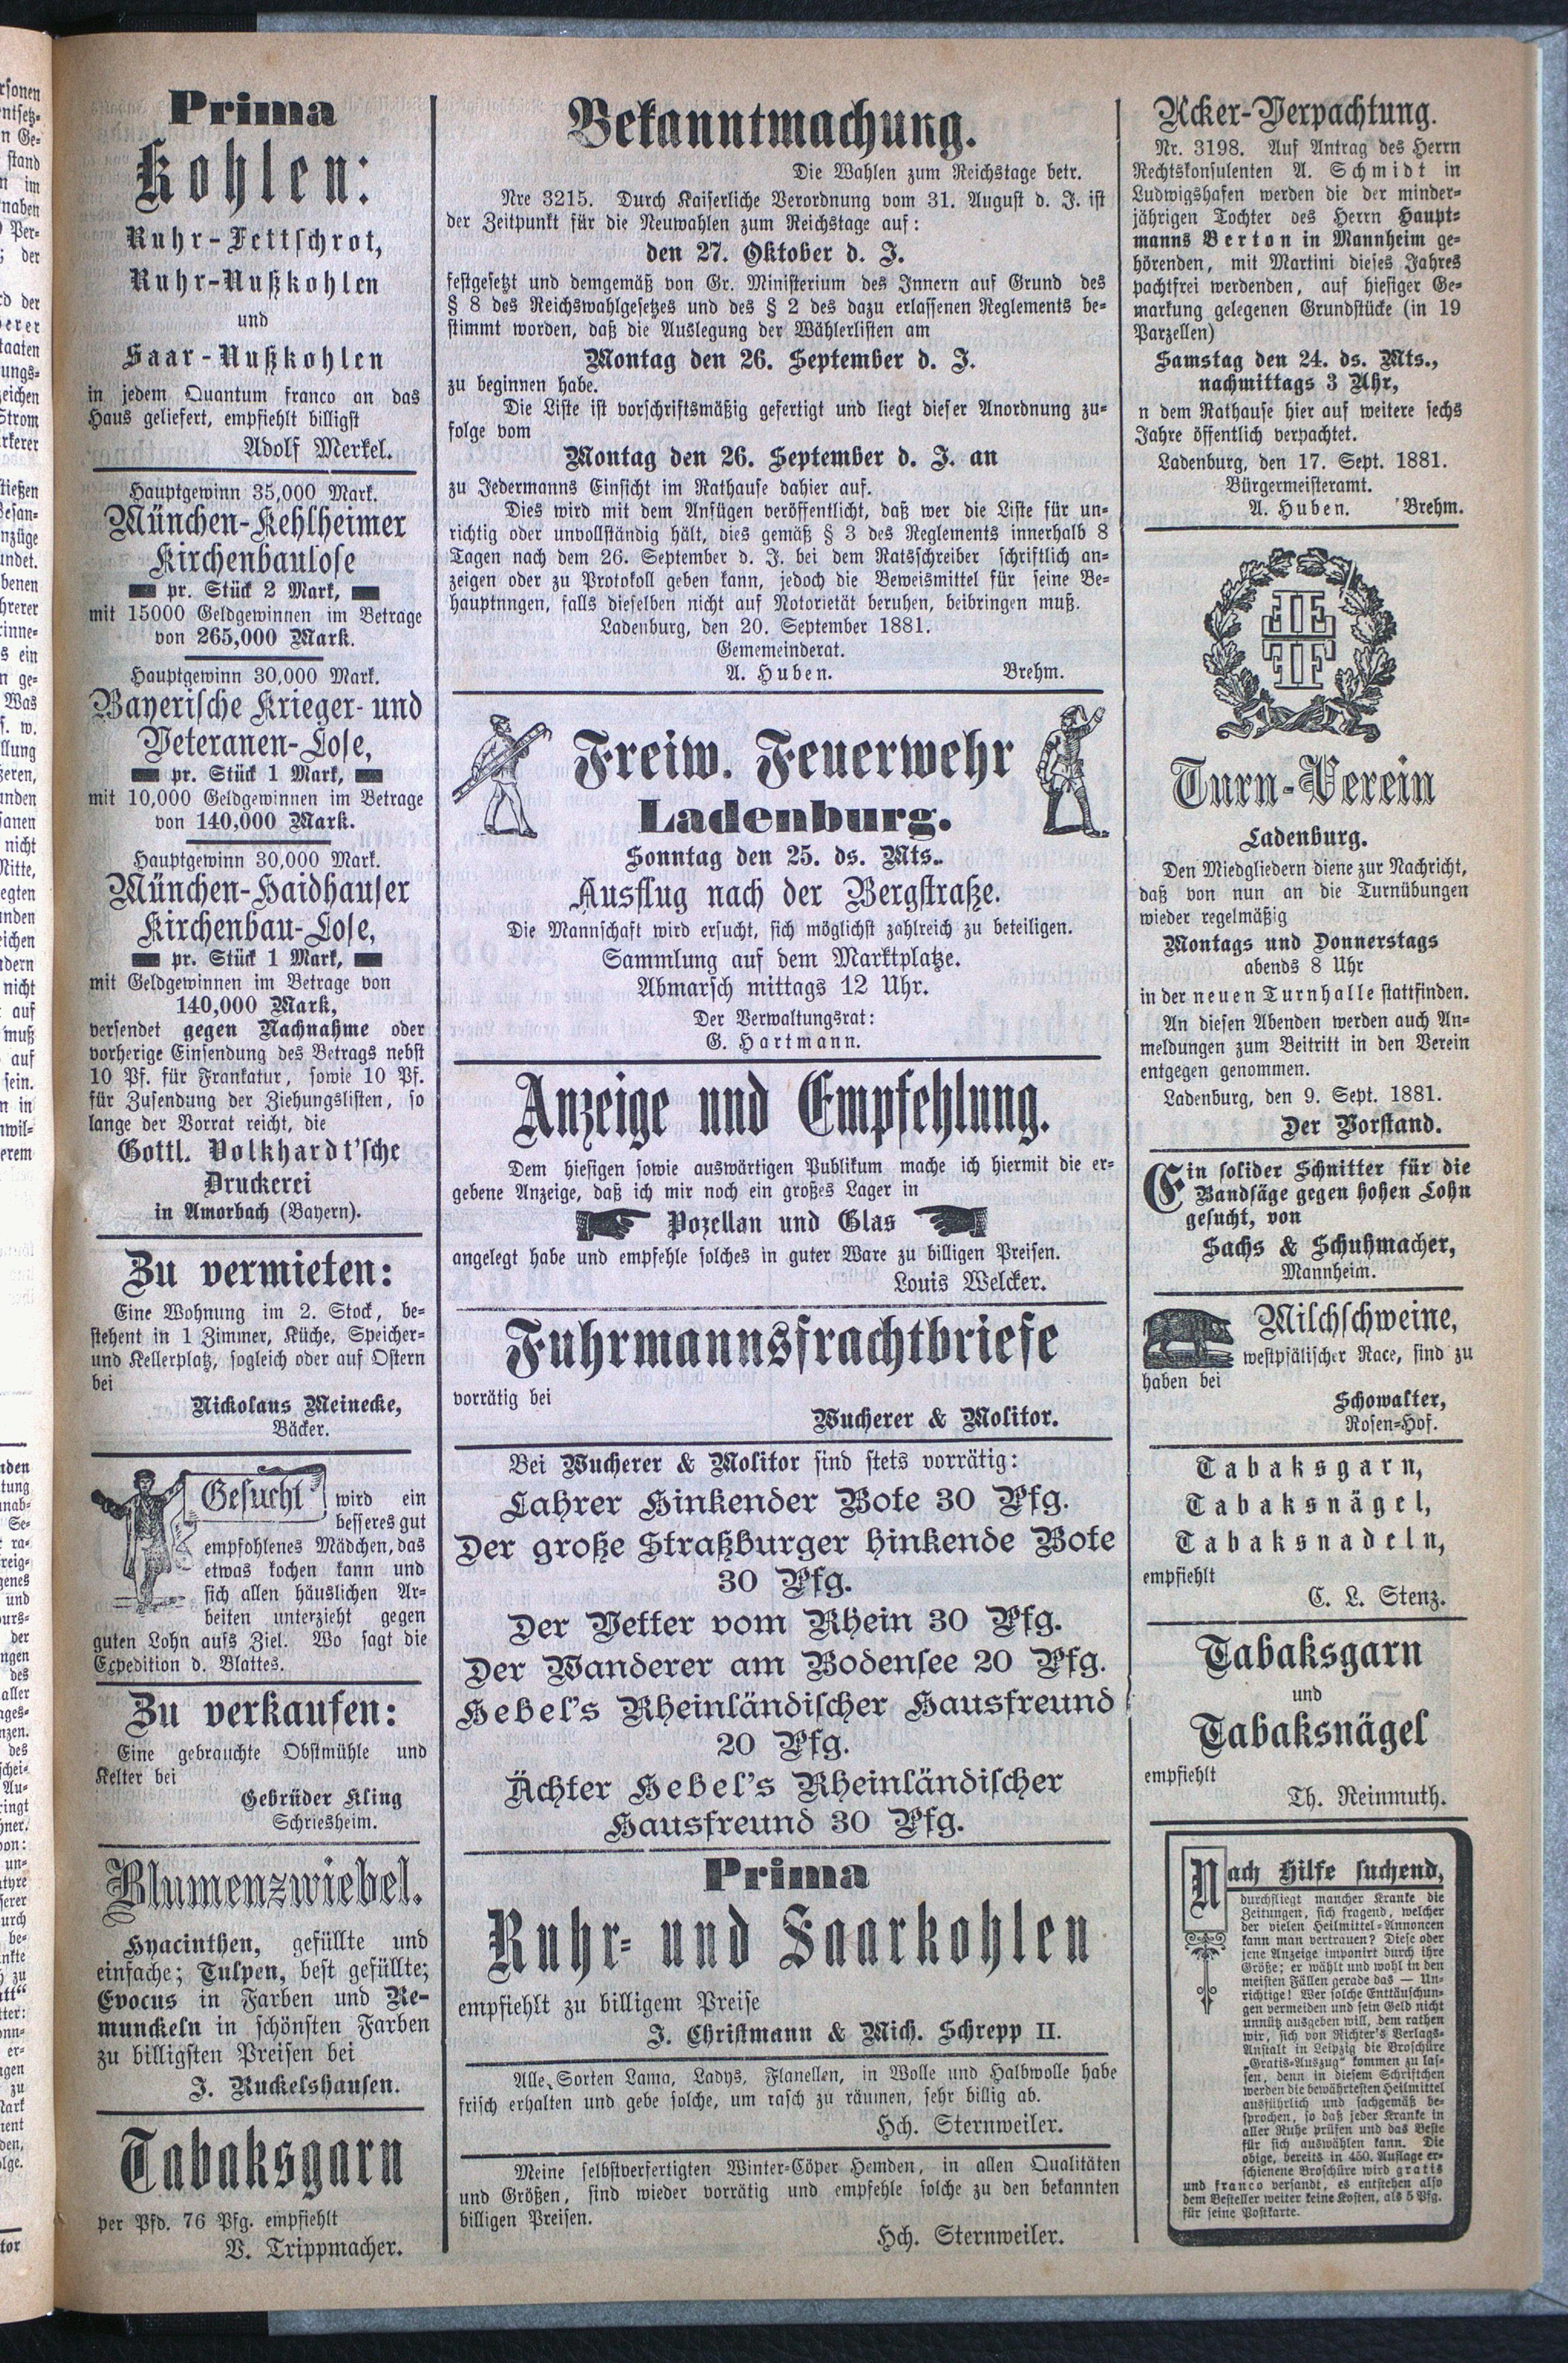 Prima
Kohlen:
Ruhr-Fettschrot,
Ruhr-Nußkohlen
und
Saar-Nußkohlen
in jedem Quantum franco an das
Haus geliefert, empfiehlt billigst
Adolf Merkel.
Hauptgewinn 35,000 Mark.
München-Kehlheimer
Kirchenbaulose
pr. Stück 2 Mark,
mit 15000 Geldgewinnen im Betrage
von 265,000 Mark.
Hauptgewinn 30,000 Mark.
Bayerische Krieger- und
Veteranen-Lose,
pr. Stück 1 Mark,
mit 10,000 Geldgewinnen im Betrage
von 140,000 Mark.
Hauptgewinn 30,000 Mark.
München-Haidhauser
Kirchenbau-Lose,
pr. Stück 1 Mark,
mit Geldgewinnen im Betrage von
140,000 Mark,
versendet gegen Nachnahme oder
vorherige Einsendung des Betrags nebst
10 Pf. für Frankatur, sowie 10 Pf.
für Zusendung der Ziehungslisten, so
lange der Vorrat reicht, die
Gottl. Volkhardt'sche
Druckerei
in Amorbach (Bayern).
Zu vermieten:
Eine Wohnung im 2. Stock, be-
stehent in 1 Zimmer, Küche, Speicher-
und Kellerplatz, sogleich oder auf Ostern
bei
Nickolaus Meinecke,
Bäcker.
Gesucht wird ein
besseres gut
empfohlenes Mädchen, das
etwas kochen kann und
sich allen häuslichen Ar-
beiten unterzieht gegen
guten Lohn aufs Ziel. Wo sagt die
Expedition d. Blattes.
Zu verkaufen:
Eine gebrauchte Obstmühle und
Kelter bei
Gebrüder Kling
Schriesheim.
Blumenzwiebel.
Hyacinthen, gefüllte und
einfache; Tulpen, best gefüllte;
Evocus in Farben und Re-
munckeln in schönsten Farben
zu billigsten Preisen bei
J. Ruckelshausen.
Tabaksgarn
per Pfd. 76 Pfg. empfiehlt
V. Trippmacher.
Bekanntmachung.
Die Wahlen zum Reichstage betr.
Nre 3215. Durch Kaiserliche Verordnung vom 31. August d. J. ist
der Zeitpunkt für die Neuwahlen zum Reichstage auf:
den 27. Oktober d. J.
festgesetzt und demgemäß von Gr. Ministerium des Innern auf Grund des
§ 8 des Reichswahlgesetzes und des § 2 des dazu erlassenen Reglements be-
stimmt worden, daß die Auslegung der Wählerlisten am
Montag den 26. September d. J.
zu beginnen habe.
Die Liste ist vorschriftsmäßig gefertigt und liegt dieser Anordnung zu-
folge vom
Montag den 26. September d. J. an
zu Jedermanns Einsicht im Rathause dahier auf.
Dies wird mit dem Anfügen veröffentlicht, daß wer die Liste für un-
richtig oder unvollständig hält, dies gemäß § 3 des Reglements innerhalb 8
Tagen nach dem 26. September d. J. bei dem Ratsschreiber schriftlich an-
zeigen oder zu Protokoll geben kann, jedoch die Beweismittel für seine Be-
hauptnngen, falls dieselben nicht auf Notorietät beruhen, beibringen muß.
Ladenburg, den 20. September 1881.
Gememeinderat.
A. Huben. Brehm.
Freiw. Feuerwehr
Ladenburg.
Sonntag den 25. ds. Mts.
Ausflug nach der Bergstraße.
Die Mannschaft wird ersucht, sich möglichst zahlreich zu beteiligen.
Sammlung auf dem Marktplatze.
Abmarsch mittags 12 Uhr.
Der Verwaltungsrat:
G. Hartmann.
Anzeige und Empfehlung.
Dem hiesigen sowie auswärtigen Publikum mache ich hiermit die er-
gebene Anzeige, daß ich mir noch ein großes Lager in
Pozellan und Glas
angelegt habe und empfehle solches in guter Ware zu billigen Preisen.
Louis Welcker.
Fuhrmannsfrachtbriefe
vorrätig bei
Wucherer & Molitor.
Bei Wucherer & Molitor sind stets vorrätig:
Lahrer Hinkender Bote 30 Pfg.
Der große Straßburger hinkende Bote
30 Pfg.
Der Vetter vom Rhein 30 Pfg.
Der Wanderer am Bodensee 20 Pfg.
Hebel's Rheinländischer Hausfreund
20 Pfg.
Ächter Hebel's Rheinländischer
Hausfreund 30 Pfg.
Prima
Ruhr- und Saarkohlen
empfiehlt zu billigem Preise
J. Christmann & Mich. Schrepp II.
Alle Sorten Lama, Ladys, Flanellen, in Wolle und Halbwolle habe
frisch erhalten und gebe solche, um rasch zu räumen, sehr billig ab.
Hch. Sternweiler.
Meine selbstverfertigten Winter-Cöper Hemden, in allen Qualitäten
und Größen, sind wieder vorrätig und empfehle solche zu den bekannten
billigen Preisen.
Hch. Sternweiler.
Acker-Verpachtung.
Nr. 3198. Auf Antrag des Herrn
Rechtskonsulenten A. Schmidt in
Ludwigshafen werden die der minder-
jährigen Tochter des Herrn Haupt-
manns Berton in Mannheim ge-
hörenden, mit Martini dieses Jahres
pachtfrei werdenden, auf hiesiger Ge-
markung gelegenen Grundstücke (in 19
Parzellen)
Samstag den 24. ds. Mts.,
nachmittags 3 Uhr,
n dem Rathause hier auf weitere sechs
Jahre öffentlich verpachtet.
Ladenburg, den 17. Sept. 1881.
Bürgermeisteramt.
A. Huben. Brehm.
Turn-Verein
Ladenburg.
Den Miedgliedern diene zur Nachricht,
daß von nun an die Turnübungen
wieder regelmäßig
Montags und Donnerstags
abends 8 Uhr
in der neuen Turnhalle stattfinden.
An diesen Abenden werden auch An-
meldungen zum Beitritt in den Verein
entgegen genommen.
Ladenburg, den 9. Sept. 1881.
Der Vorstand.
Ein solider Schnitter für die
Bandsäge gegen hohen Lohn
gesucht, von
Sachs & Schuhmacher,
Mannheim.
Milchschweine,
westpfälischer Race, sind zu
haben bei
Schowalter,
Rosen-Hof.
Tabaksgarn,
Tabaksnägel,
Tabaksnadeln,
empfiehlt
C. L. Stenz.
Tabaksgarn
und
Tabaksnägel
empfiehlt
Th. Reinmuth.
Nach Hilfe suchend,
durchfliegt mancher Kranke die
Zeitungen, sich fragend, welcher
der vielen Heilmittel-Annoncen
kann man vertrauen? Diese oder
jene Anzeige imponirt durch ihre
Größe; er wählt und wohl in den
meisten Fällen gerade das — Un-
richtige! Wer solche Enttäuschun-
gen vermeiden und sein Geld nicht
unnütz ausgeben will, dem rathen
wir, sich von Richter's Verlags-
Anstalt in Leipzig die Broschüre
„Gratis-Auszug" kommen zu las-
sen, denn in diesem Schriftchen
werden die bewährtesten Heilmittel
ausführlich und sachgemäß be-
sprochen, so daß jeder Kranke in
aller Ruhe prüfen und das Beste
für sich auswählen kann. Die
obige, bereits in 450. Auflage er-
schienene Broschüre wird gratis
und franco versandt, es entstehen also
dem Besteller weiter keine Kosten, als 5 Pfg.
für seine Postkarte.